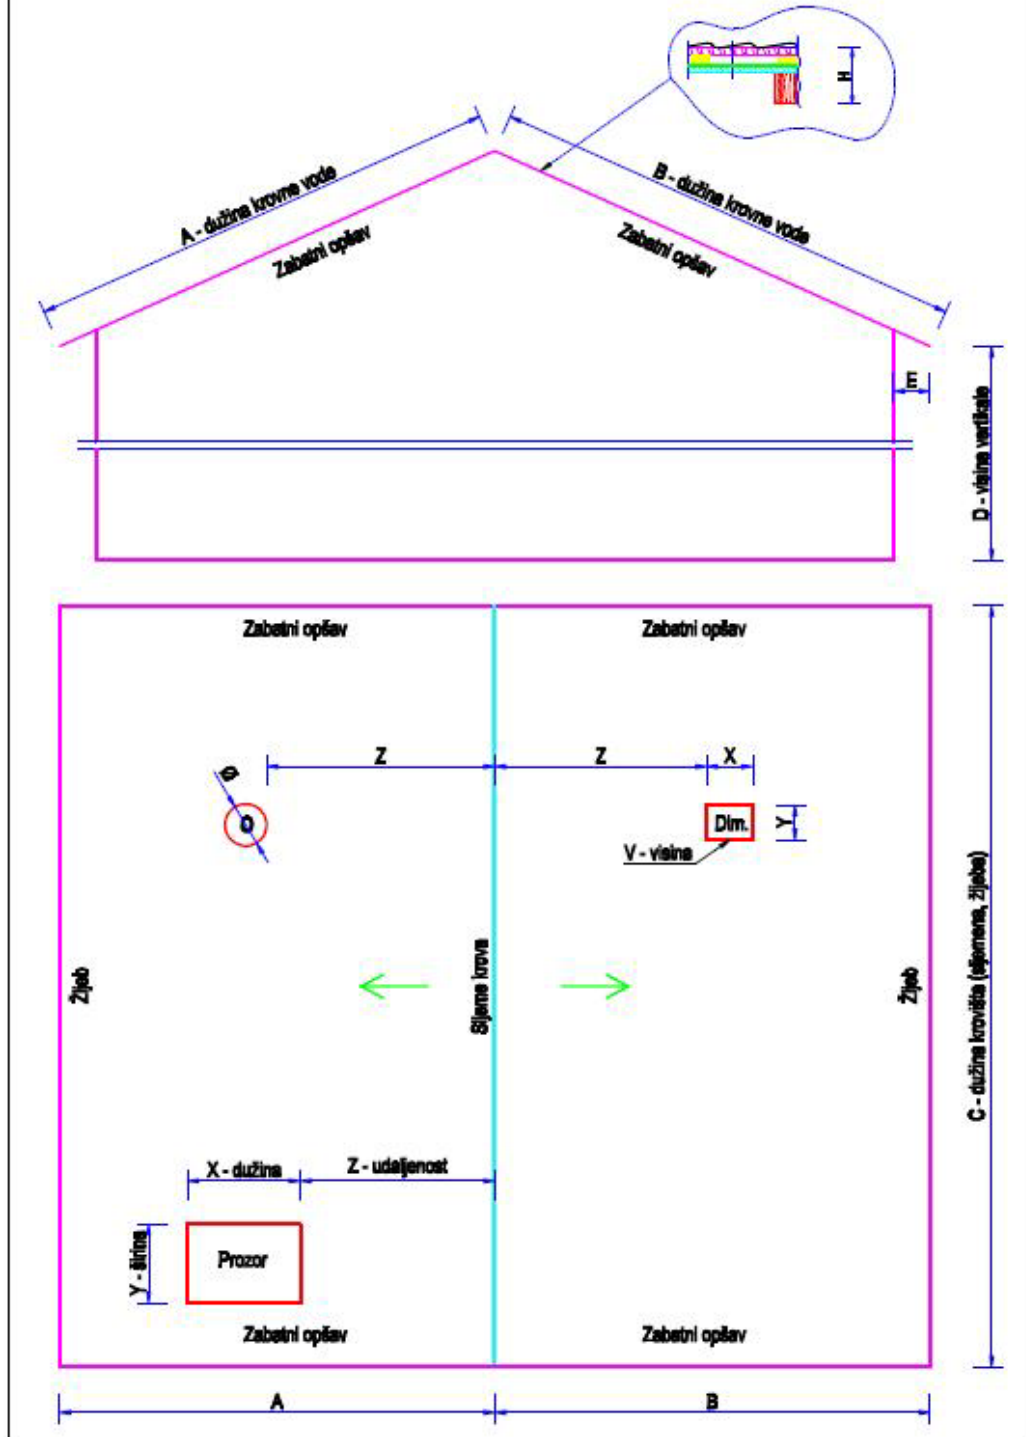 H
A - dužina krovne vode
B - dužina krovne vode
Zabatni opšav
Zabatni opšav
E
D - visina vertikale
Zabatni opšav
Zabatni opšav
Z
Z
X
Ø
O
Dim.
Y
V - visina
C - dužina krovišta (sljemena, žljeba)
Žljeb
Sljeme krova
Žljeb
X - dužina
Z - udaljenost
Y - širina
Prozor
Zabatni opšav
Zabatni opšav
A
B